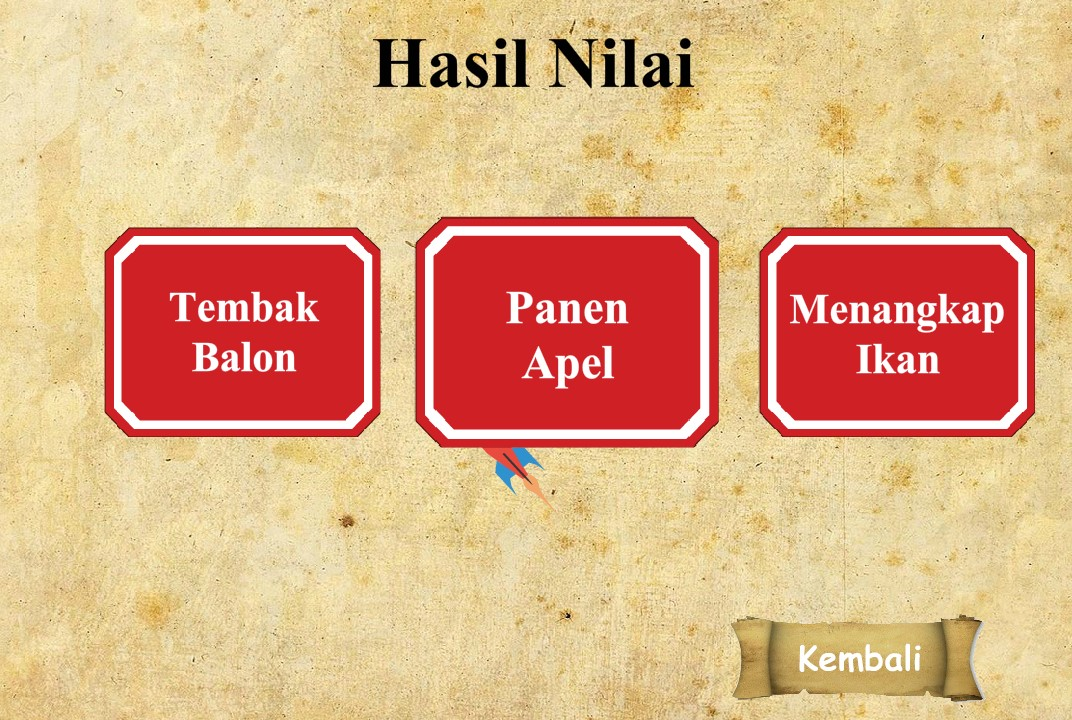 Hasil Nilai
Tembak
Balon
Panen
Apel
Menangkap
Ikan
Kembali